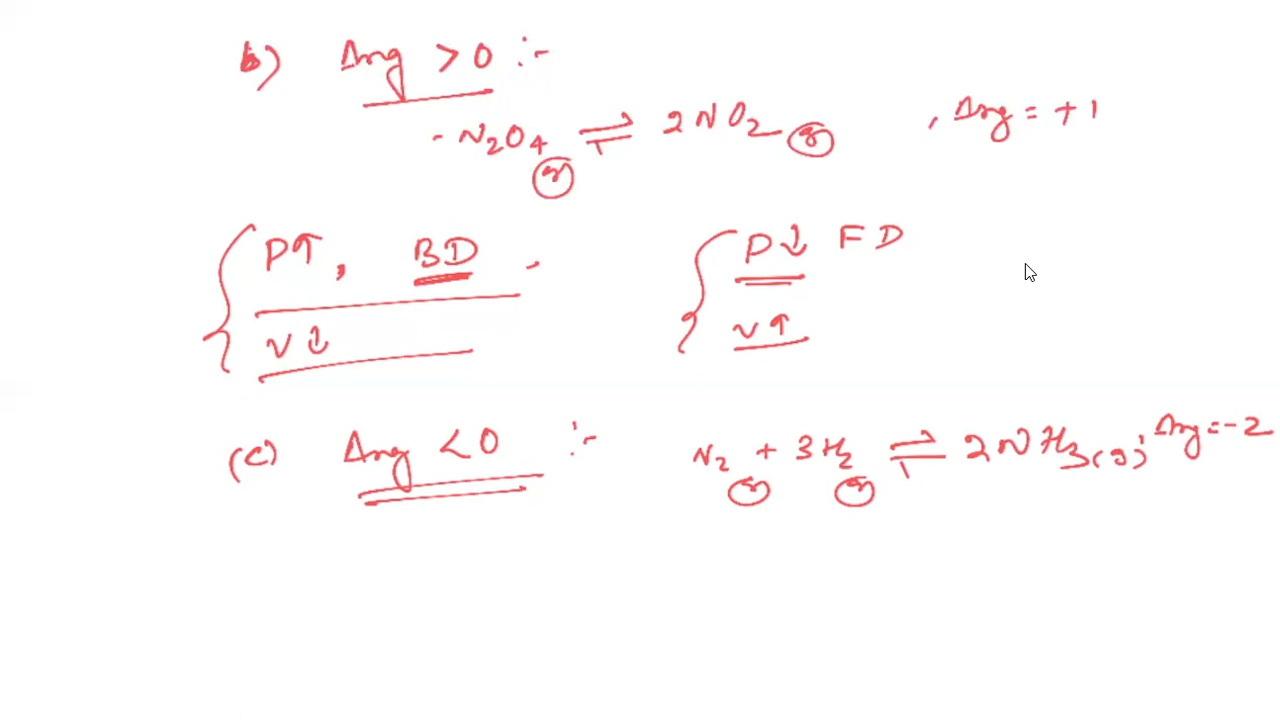 b) Δng > 0 :-
- N2O4(g) ⇌ 2NO2(g) , Δng = +1
P↑, BD . P↓ FD
V↓ V↑
(c) Δng < 0 :- N2(g) + 3H2(g) ⇌ 2NH3(g) ; Δng = -2